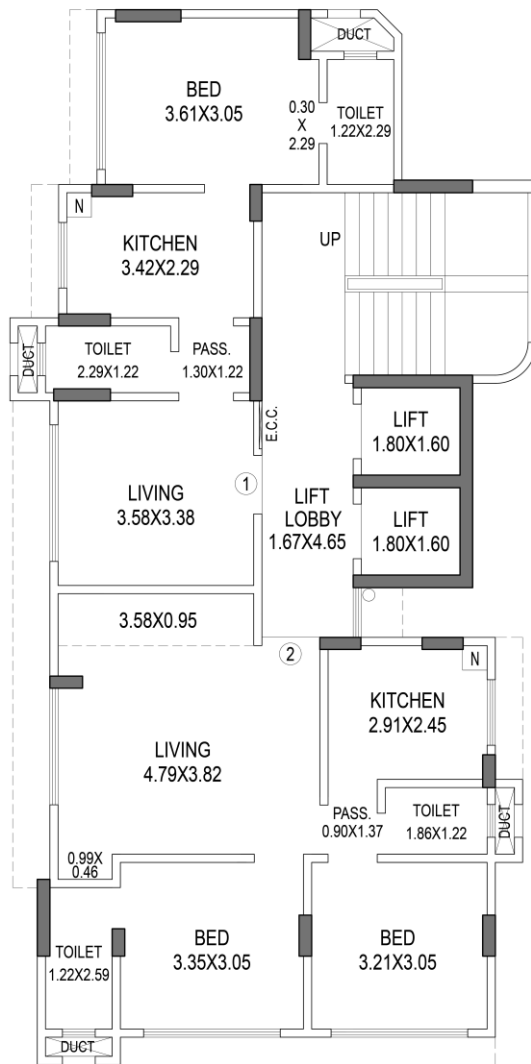 DUCT
BED
3.61X3.05
0.30
X
2.29
TOILET
1.22X2.29
N
KITCHEN
3.42X2.29
UP
DUCT
TOILET
2.29X1.22
PASS.
1.30X1.22
E.C.C.
LIFT
1.80X1.60
LIVING
3.58X3.38
1
LIFT
LOBBY
1.67X4.65
LIFT
1.80X1.60
3.58X0.95
2
N
KITCHEN
2.91X2.45
LIVING
4.79X3.82
PASS.
0.90X1.37
TOILET
1.86X1.22
DUCT
0.99X
0.46
TOILET
1.22X2.59
BED
3.35X3.05
BED
3.21X3.05
DUCT